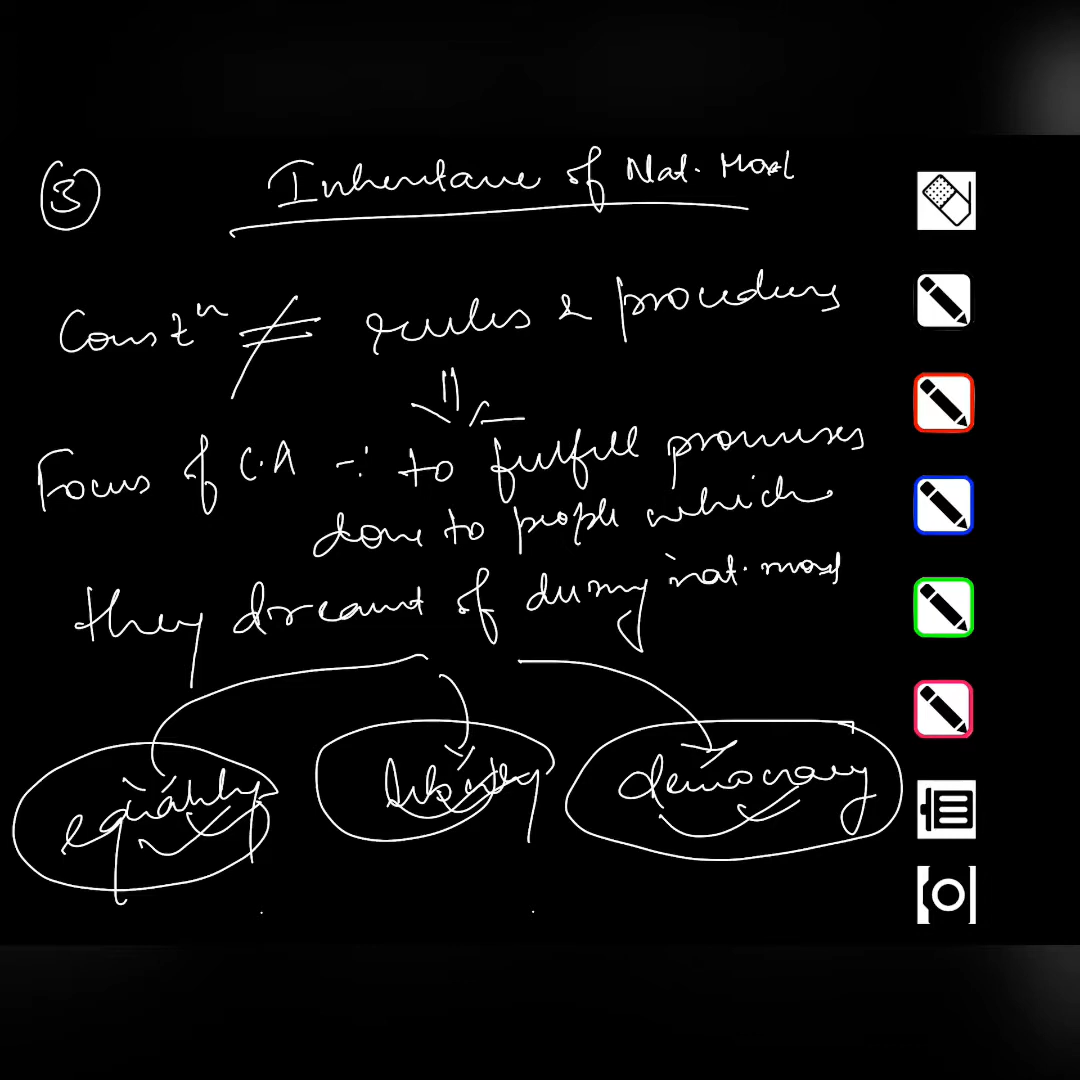 3 Inheritance of Nat. Movt
Constn ≠ rules & procedures
⇓
Focus of C.A -: to fulfill promises
done to people which
they dreamt of during nat. movt
equality liberty democracy